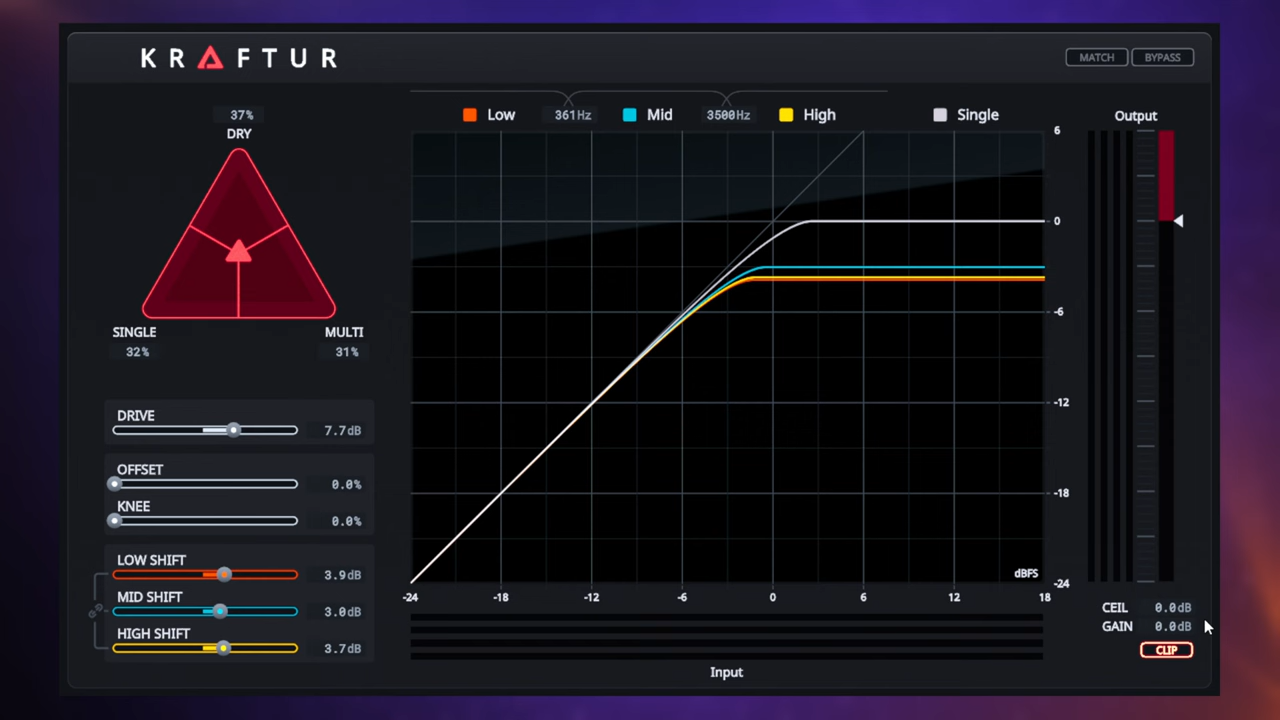 KRAFTUR
MATCH BYPASS
37%
DRY
Low 361Hz Mid 3500Hz High Single
Output
SINGLE MULTI
32% 31%
DRIVE
7.7dB
OFFSET
0.0%
KNEE
0.0%
LOW SHIFT
3.9dB
MID SHIFT
3.0dB
HIGH SHIFT
3.7dB
6
0
-6
-12
-18
-24
dBFS
-24 -18 -12 -6 0 6 12 18
Input
CEIL 0.0dB
GAIN 0.0dB
CLIP